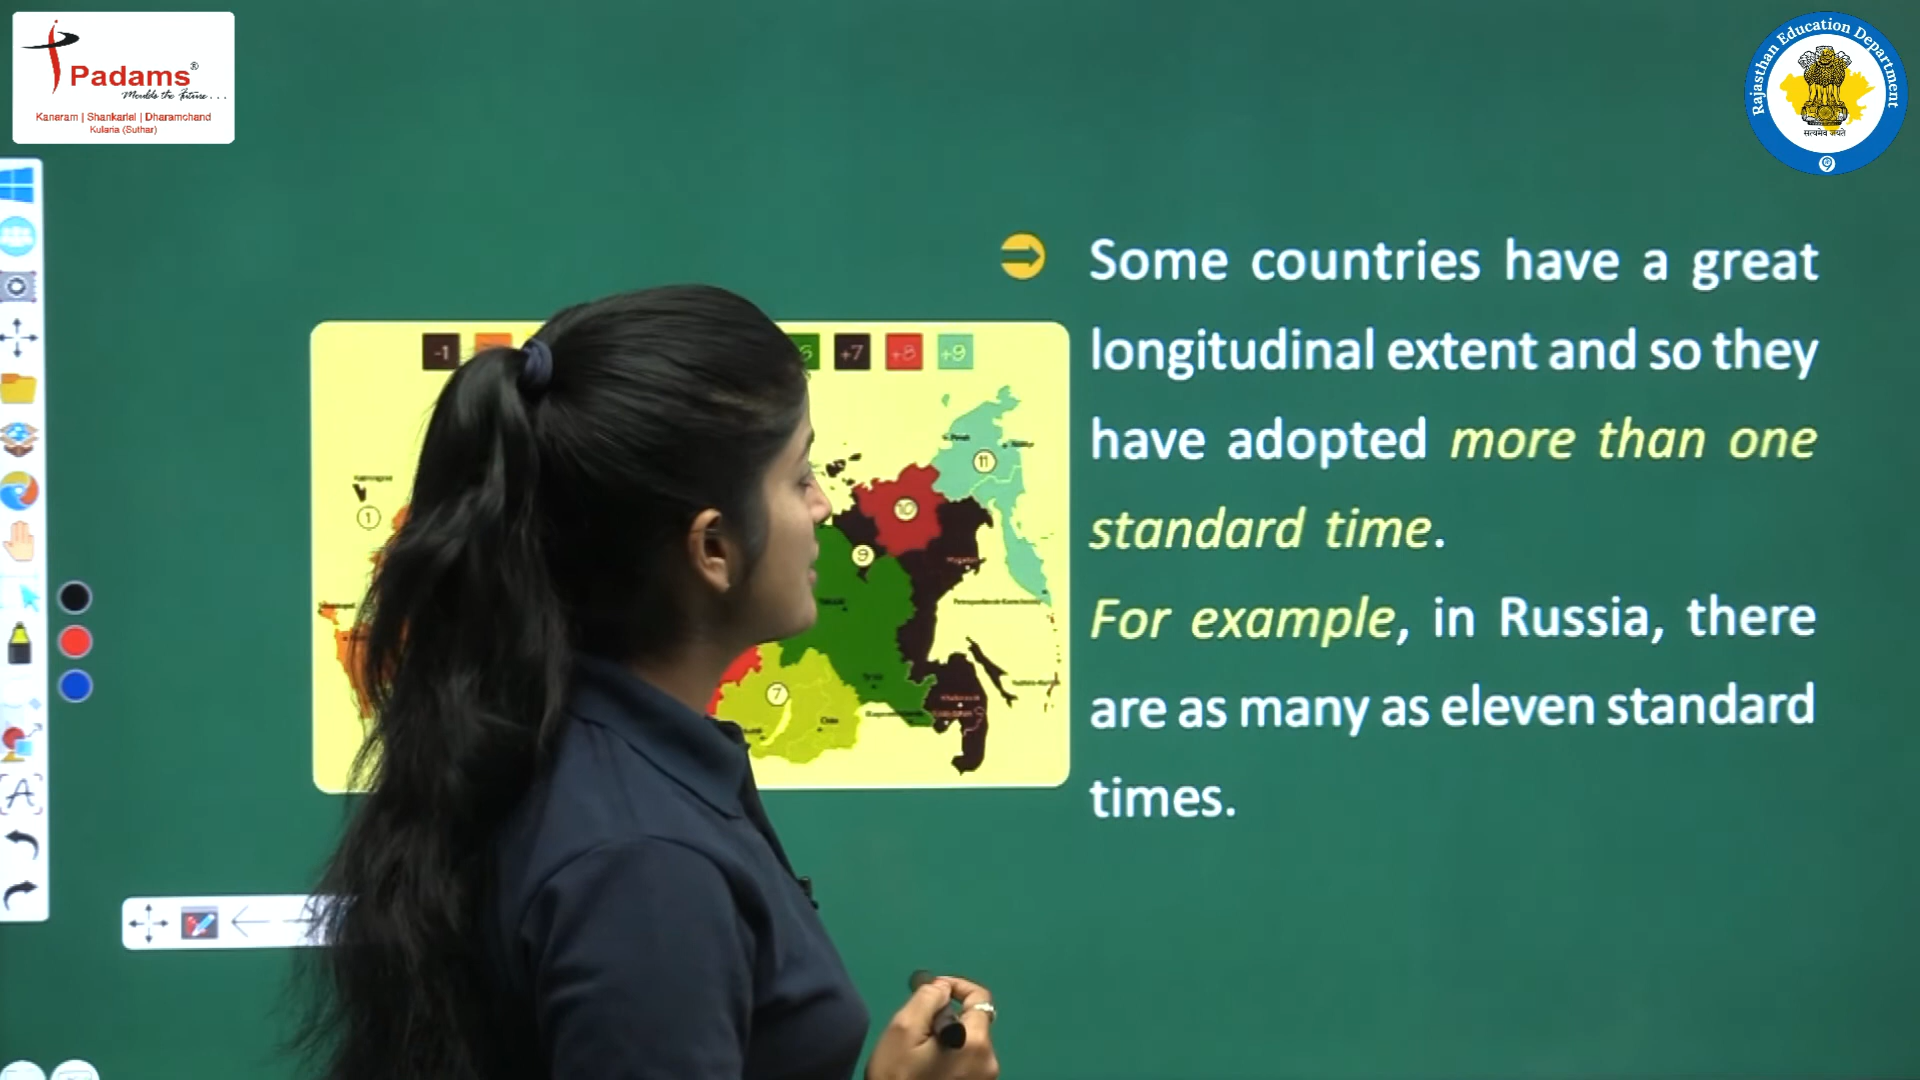 Padams®
Moulds the Future...
Kanaram | Shankarlal | Dharamchand
Kularia (Suthar)
Rajasthan Education Department
सत्यमेव जयते
Some countries have a great
longitudinal extent and so they
have adopted more than one
standard time.
For example, in Russia, there
are as many as eleven standard
times.
-1
+7
+8
+9
11
10
9
1
7
Chita